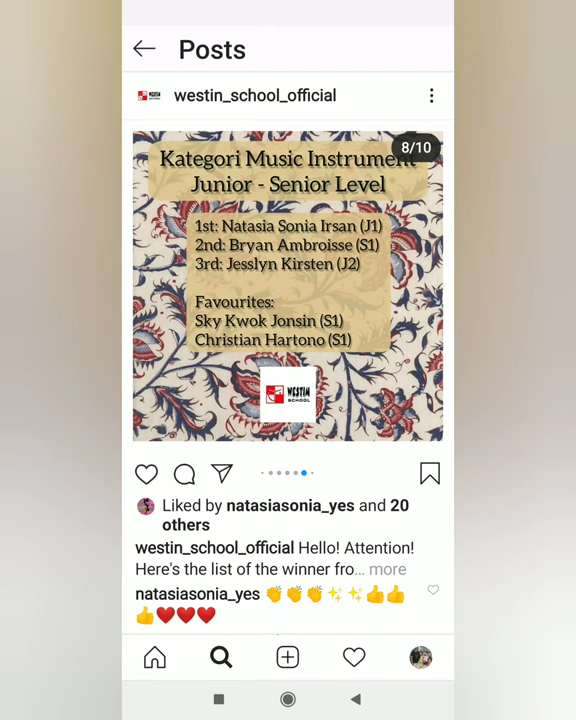 Posts
westin_school_official
8/10
Kategori Music Instrument
Junior - Senior Level
1st: Natasia Sonia Irsan (J1)
2nd: Bryan Ambroisse (S1)
3rd: Jesslyn Kirsten (J2)
Favourites:
Sky Kwok Jonsin (S1)
Christian Hartono (S1)
WESTIN
SCHOOL
Liked by natasiasonia_yes and 20
others
westin_school_official Hello! Attention!
Here's the list of the winner fro... more
natasiasonia_yes 👏👏👏✨✨👍👍
👍❤️❤️❤️